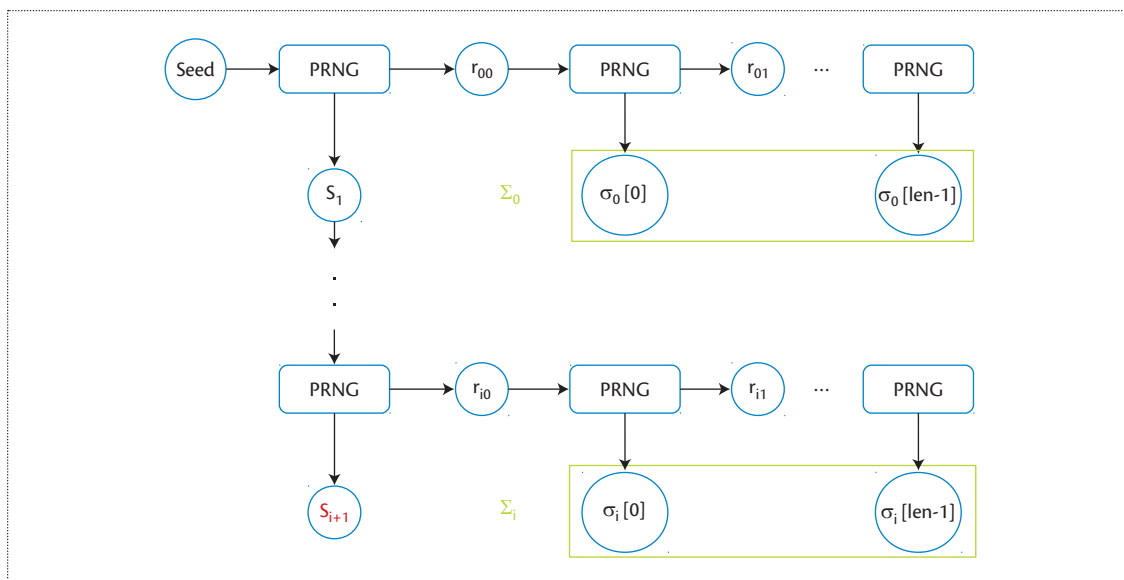 Seed PRNG r₀₀ PRNG r₀₁ ... PRNG
S₁ Σ₀ σ₀ [0] σ₀ [len-1]
.
.
PRNG rᵢ₀ PRNG rᵢ₁ ... PRNG
Sᵢ₊₁ Σᵢ σᵢ [0] σᵢ [len-1]